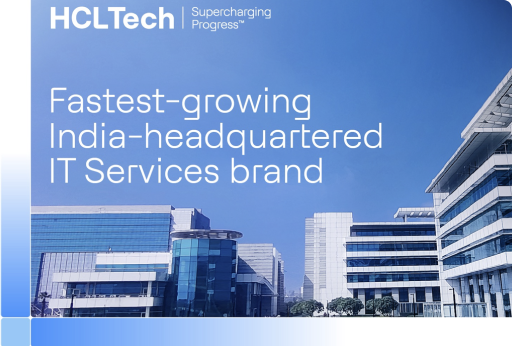 HCLTech
Supercharging
Progress™
Fastest-growing
India-headquartered
IT Services brand